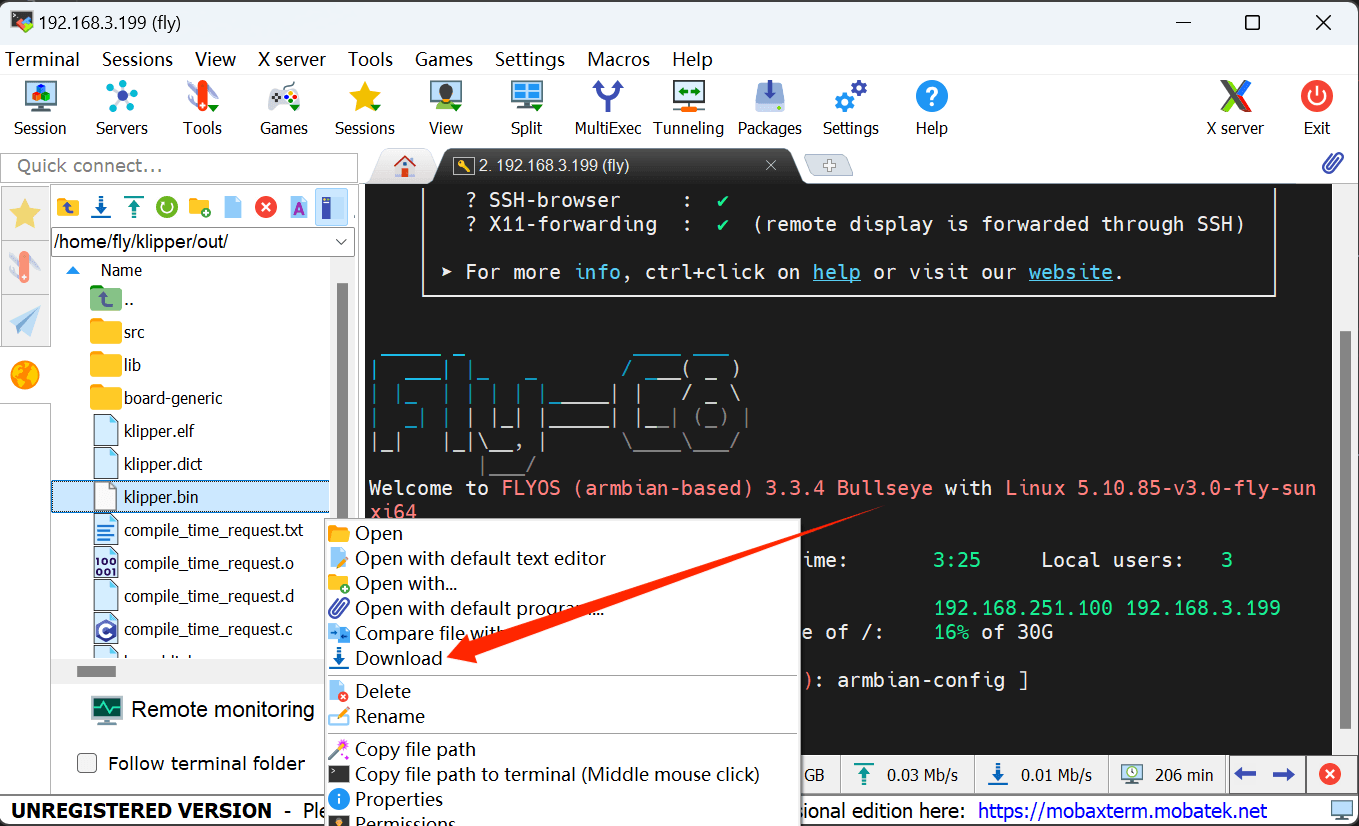 192.168.3.199 (fly)
Terminal Sessions View X server Tools Games Settings Macros Help
Session Servers Tools Games Sessions View Split MultiExec Tunneling Packages Settings Help X server Exit
Quick connect...
2. 192.168.3.199 (fly)
/home/fly/klipper/out/
Name
..
src
lib
board-generic
klipper.elf
klipper.dict
klipper.bin
compile_time_request.txt
compile_time_request.o
compile_time_request.d
compile_time_request.c
Remote monitoring
Follow terminal folder
? SSH-browser : ✔
? X11-forwarding : ✔ (remote display is forwarded through SSH)
➤ For more info, ctrl+click on help or visit our website.
Fly-C8
Welcome to FLYOS (armbian-based) 3.3.4 Bullseye with Linux 5.10.85-v3.0-fly-sun
xi64
ime: 3:25 Local users: 3
192.168.251.100 192.168.3.199
e of /: 16% of 30G
): armbian-config ]
Open
Open with default text editor
Open with...
Open with default program...
Compare file with
Download
Delete
Rename
Copy file path
Copy file path to terminal (Middle mouse click)
Properties
Permissions
GB 0.03 Mb/s 0.01 Mb/s 206 min
UNREGISTERED VERSION - Ple
sional edition here: https://mobaxterm.mobatek.net